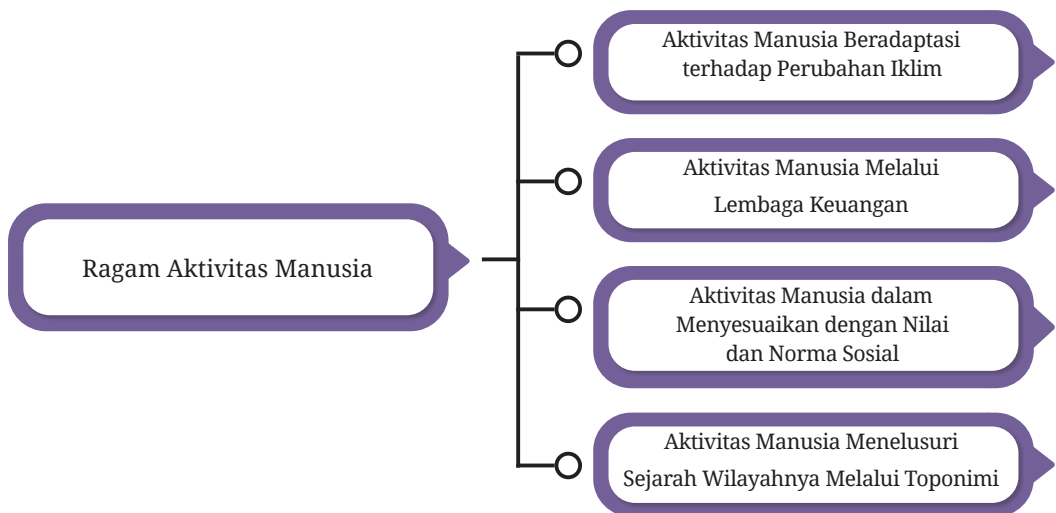 Ragam Aktivitas Manusia
Aktivitas Manusia Beradaptasi
terhadap Perubahan Iklim
Aktivitas Manusia Melalui
Lembaga Keuangan
Aktivitas Manusia dalam
Menyesuaikan dengan Nilai
dan Norma Sosial
Aktivitas Manusia Menelusuri
Sejarah Wilayahnya Melalui Toponimi